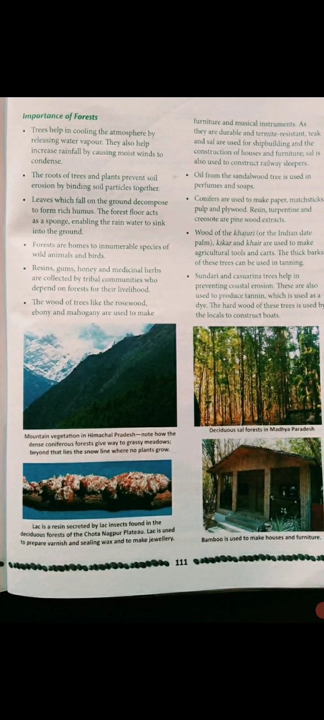 Importance of Forests
• Trees help in cooling the atmosphere by
releasing water vapour. They also help
increase rainfall by causing moist winds to
condense.
• The roots of trees and plants prevent soil
erosion by binding soil particles together.
• Leaves which fall on the ground decompose
to form rich humus. The forest floor acts
as a sponge, enabling the rain water to sink
into the ground.
• Forests are homes to innumerable species of
wild animals and birds.
• Resins, gums, honey and medicinal herbs
are collected by tribal communities who
depend on forests for their livelihood.
• The wood of trees like the rosewood,
ebony and mahogany are used to make
furniture and musical instruments. As
they are durable and termite-resistant, teak
and sal are used for shipbuilding and the
construction of houses and furniture; sal is
also used to construct railway sleepers.
• Oil from the sandalwood tree is used in
perfumes and soaps.
• Conifers are used to make paper, matchsticks,
pulp and plywood. Resin, turpentine and
creosote are pine wood extracts.
• Wood of the khajuri (or the Indian date
palm), kikar and khair are used to make
agricultural tools and carts. The thick barks
of these trees can be used in tanning.
• Sundari and casuarina trees help in
preventing coastal erosion. These are also
used to produce tannin, which is used as a
dye. The hard wood of these trees is used by
the locals to construct boats.
Mountain vegetation in Himachal Pradesh—note how the
dense coniferous forests give way to grassy meadows;
beyond that lies the snow line where no plants grow.
Deciduous sal forests in Madhya Paradesh
Lac is a resin secreted by lac insects found in the
deciduous forests of the Chota Nagpur Plateau. Lac is used
to prepare varnish and sealing wax and to make jewellery.
Bamboo is used to make houses and furniture.
111